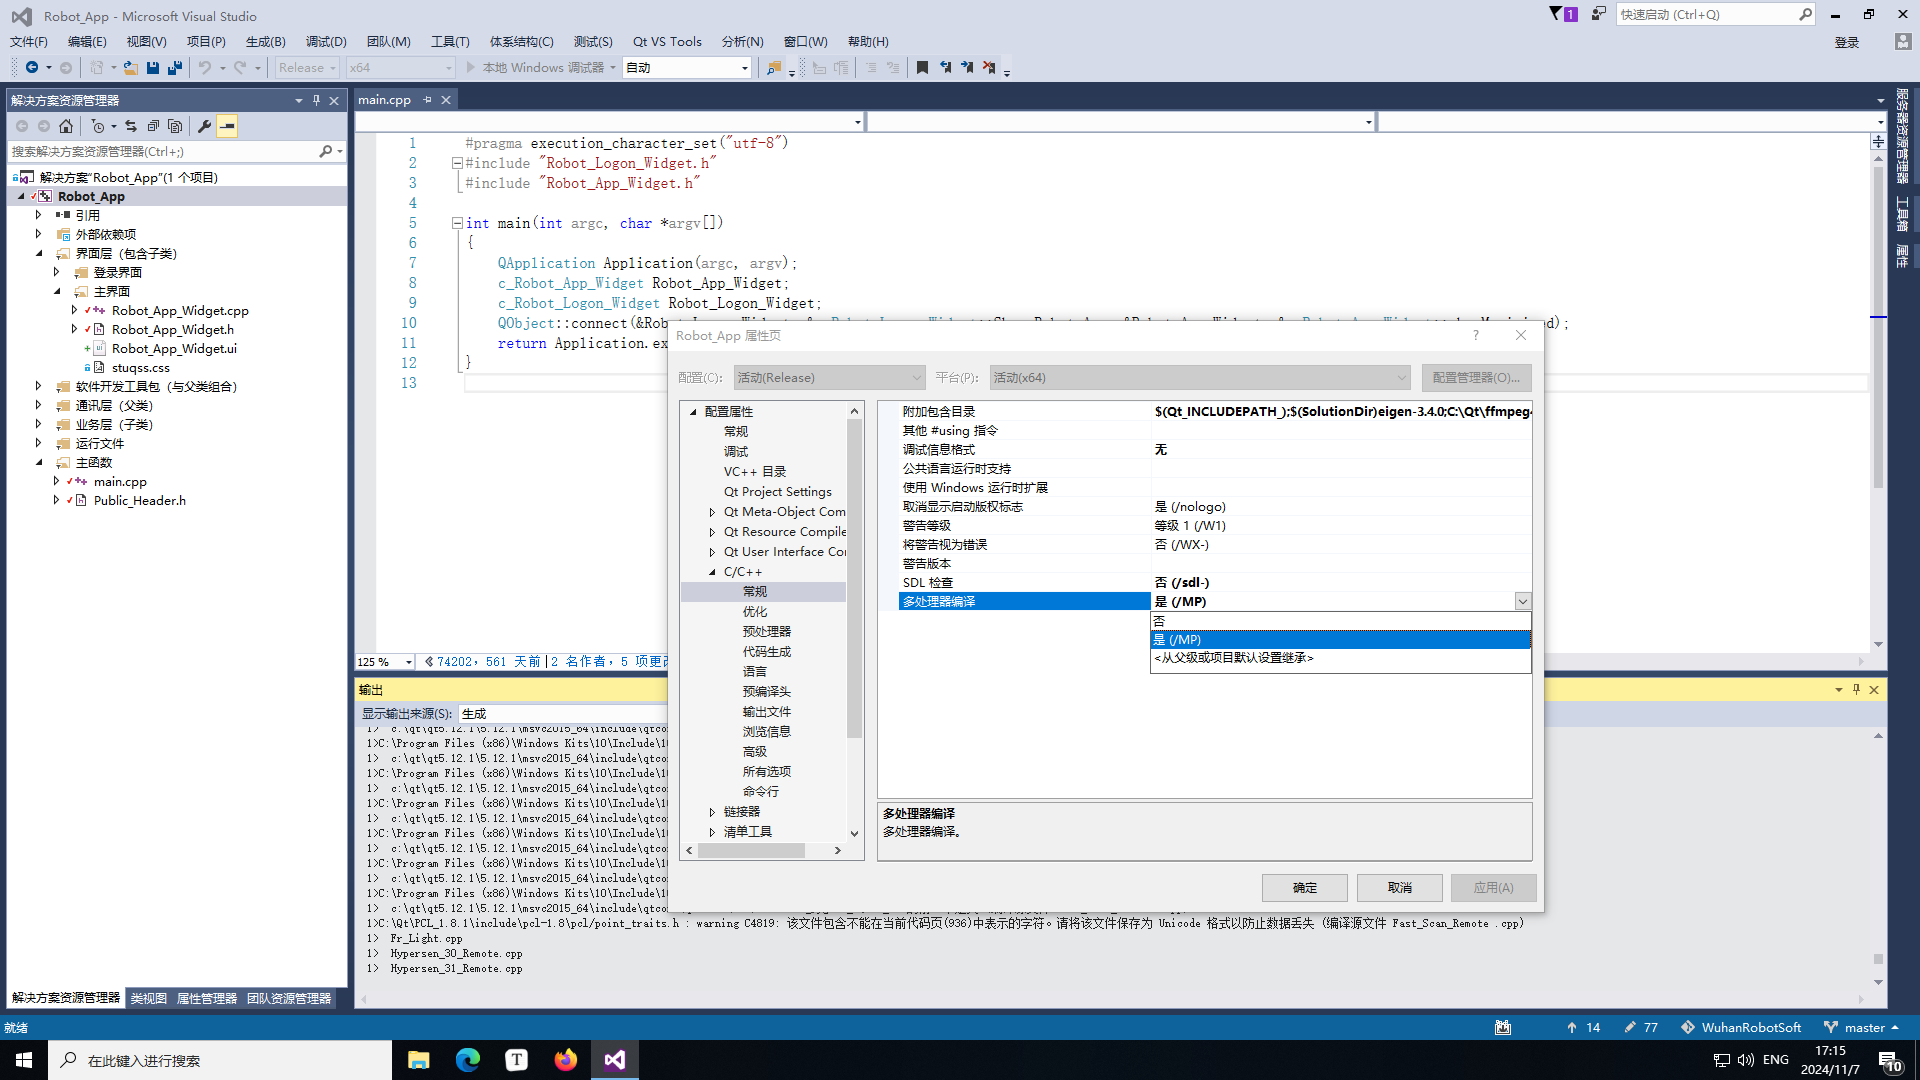 Robot_App - Microsoft Visual Studio
1
快速启动 (Ctrl+Q)
文件(F) 编辑(E) 视图(V) 项目(P) 生成(B) 调试(D) 团队(M) 工具(T) 体系结构(C) 测试(S) Qt VS Tools 分析(N) 窗口(W) 帮助(H)
登录
Release x64 本地 Windows 调试器 自动
解决方案资源管理器
搜索解决方案资源管理器(Ctrl+;)
解决方案"Robot_App"(1 个项目)
Robot_App
引用
外部依赖项
界面层（包含子类）
登录界面
主界面
Robot_App_Widget.cpp
Robot_App_Widget.h
Robot_App_Widget.ui
stuqss.css
软件开发工具包（与父类组合）
通讯层（父类）
业务层（子类）
运行文件
主函数
main.cpp
Public_Header.h
解决方案资源管理器 类视图 属性管理器 团队资源管理器
main.cpp
1 #pragma execution_character_set("utf-8")
2 #include "Robot_Logon_Widget.h"
3 #include "Robot_App_Widget.h"
4
5 int main(int argc, char *argv[])
6 {
7 QApplication Application(argc, argv);
8 c_Robot_App_Widget Robot_App_Widget;
9 c_Robot_Logon_Widget Robot_Logon_Widget;
10 QObject::connect(&Rob
11 return Application.ex
12 }
13
125 % 74202，561 天前 | 2 名作者，5 项更改
服务器资源管理器
工具箱
属性
Robot_App 属性页
配置(C): 活动(Release) 平台(P): 活动(x64) 配置管理器(O)...
配置属性
常规
调试
VC++ 目录
Qt Project Settings
Qt Meta-Object Com
Qt Resource Compile
Qt User Interface Co
C/C++
常规
优化
预处理器
代码生成
语言
预编译头
输出文件
浏览信息
高级
所有选项
命令行
链接器
清单工具
附加包含目录 $(Qt_INCLUDEPATH_);$(SolutionDir)eigen-3.4.0;C:\Qt\ffmpeg
其他 #using 指令
调试信息格式 无
公共语言运行时支持
使用 Windows 运行时扩展
取消显示启动版权标志 是 (/nologo)
警告等级 等级 1 (/W1)
将警告视为错误 否 (/WX-)
警告版本
SDL 检查 否 (/sdl-)
多处理器编译 是 (/MP)
否
是 (/MP)
<从父级或项目默认设置继承>
多处理器编译
多处理器编译。
确定 取消 应用(A)
输出
显示输出来源(S): 生成
1> c:\qt\qt5.12.1\5.12.1\msvc2015_64\include\qtco
1>C:\Program Files (x86)\Windows Kits\10\Include\10
1> c:\qt\qt5.12.1\5.12.1\msvc2015_64\include\qtco
1>C:\Program Files (x86)\Windows Kits\10\Include\10
1> c:\qt\qt5.12.1\5.12.1\msvc2015_64\include\qtco
1>C:\Program Files (x86)\Windows Kits\10\Include\10
1> c:\qt\qt5.12.1\5.12.1\msvc2015_64\include\qtco
1>C:\Program Files (x86)\Windows Kits\10\Include\10
1> c:\qt\qt5.12.1\5.12.1\msvc2015_64\include\qtco
1>C:\Program Files (x86)\Windows Kits\10\Include\10
1> c:\qt\qt5.12.1\5.12.1\msvc2015_64\include\qtco
1>C:\Program Files (x86)\Windows Kits\10\Include\10
1> c:\qt\qt5.12.1\5.12.1\msvc2015_64\include\qtco
1>C:\Qt\PCL_1.8.1\include\pcl-1.8\pcl/point_traits.h : warning C4819: 该文件包含不能在当前代码页(936)中表示的字符。请将该文件保存为 Unicode 格式以防止数据丢失 (编译源文件 Fast_Scan_Remote .cpp)
1> Fr_Light.cpp
1> Hypersen_30_Remote.cpp
1> Hypersen_31_Remote.cpp
就绪
14 77 WuhanRobotSoft master
在此键入进行搜索
T
ENG
17:15
2024/11/7
10